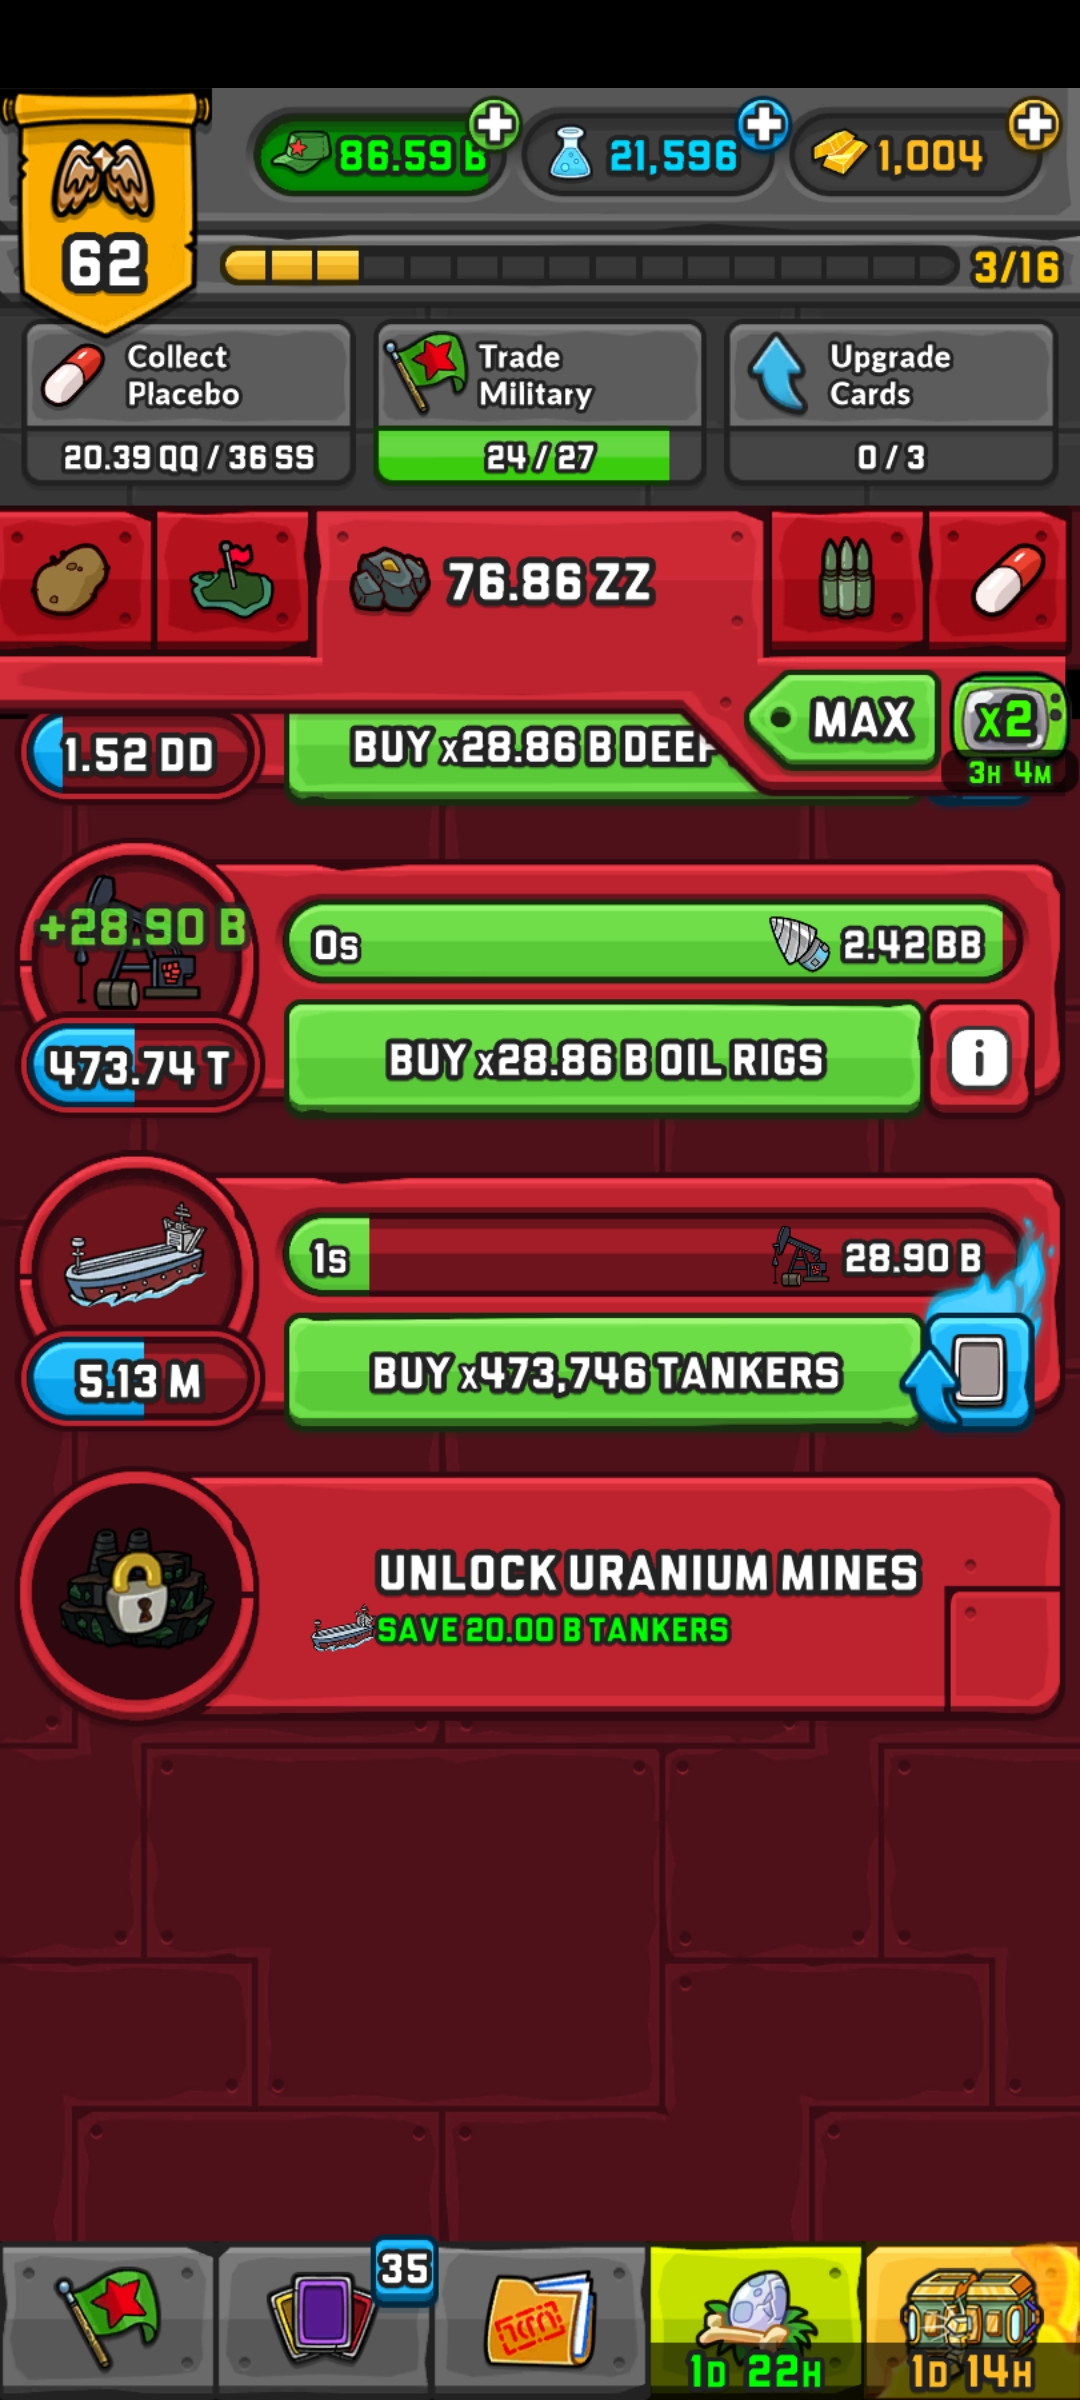 86.59 B
21,596
1,004
62
3/16
Collect
Placebo
Trade
Military
Upgrade
Cards
20.39 QQ / 36 SS
24 / 27
0 / 3
76.86 ZZ
MAX
x2
3H 4M
1.52 DD
BUY x28.86 B DEEP
+28.90 B
0s
2.42 BB
473.74 T
BUY x28.86 B OIL RIGS
i
1s
28.90 B
5.13 M
BUY x473,746 TANKERS
UNLOCK URANIUM MINES
SAVE 20.00 B TANKERS
35
1D 22H
1D 14H